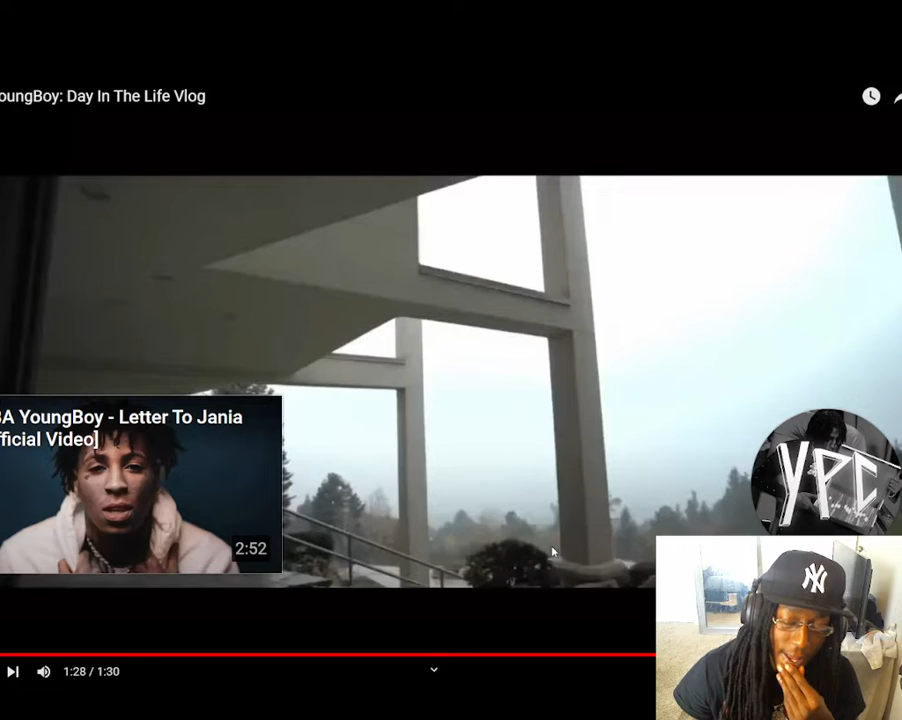 oungBoy: Day In The Life Vlog
BA YoungBoy - Letter To Jania
fficial Video]
2:52
YPC
NY
1:28 / 1:30